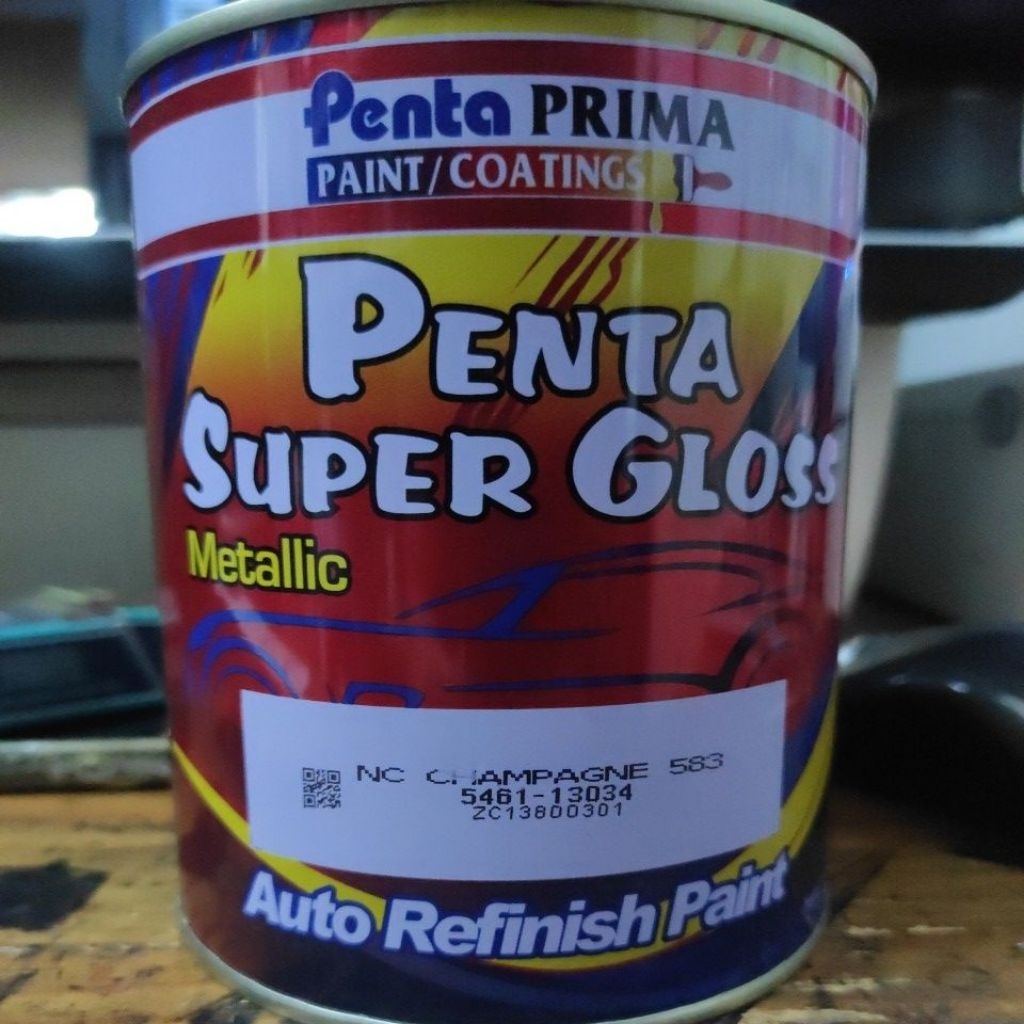 Penta PRIMA
PAINT/COATINGS
PENTA
SUPER GLOSS
Metallic
NC CHAMPAGNE 583
5461-13034
ZC13800301
Auto Refinish Paint